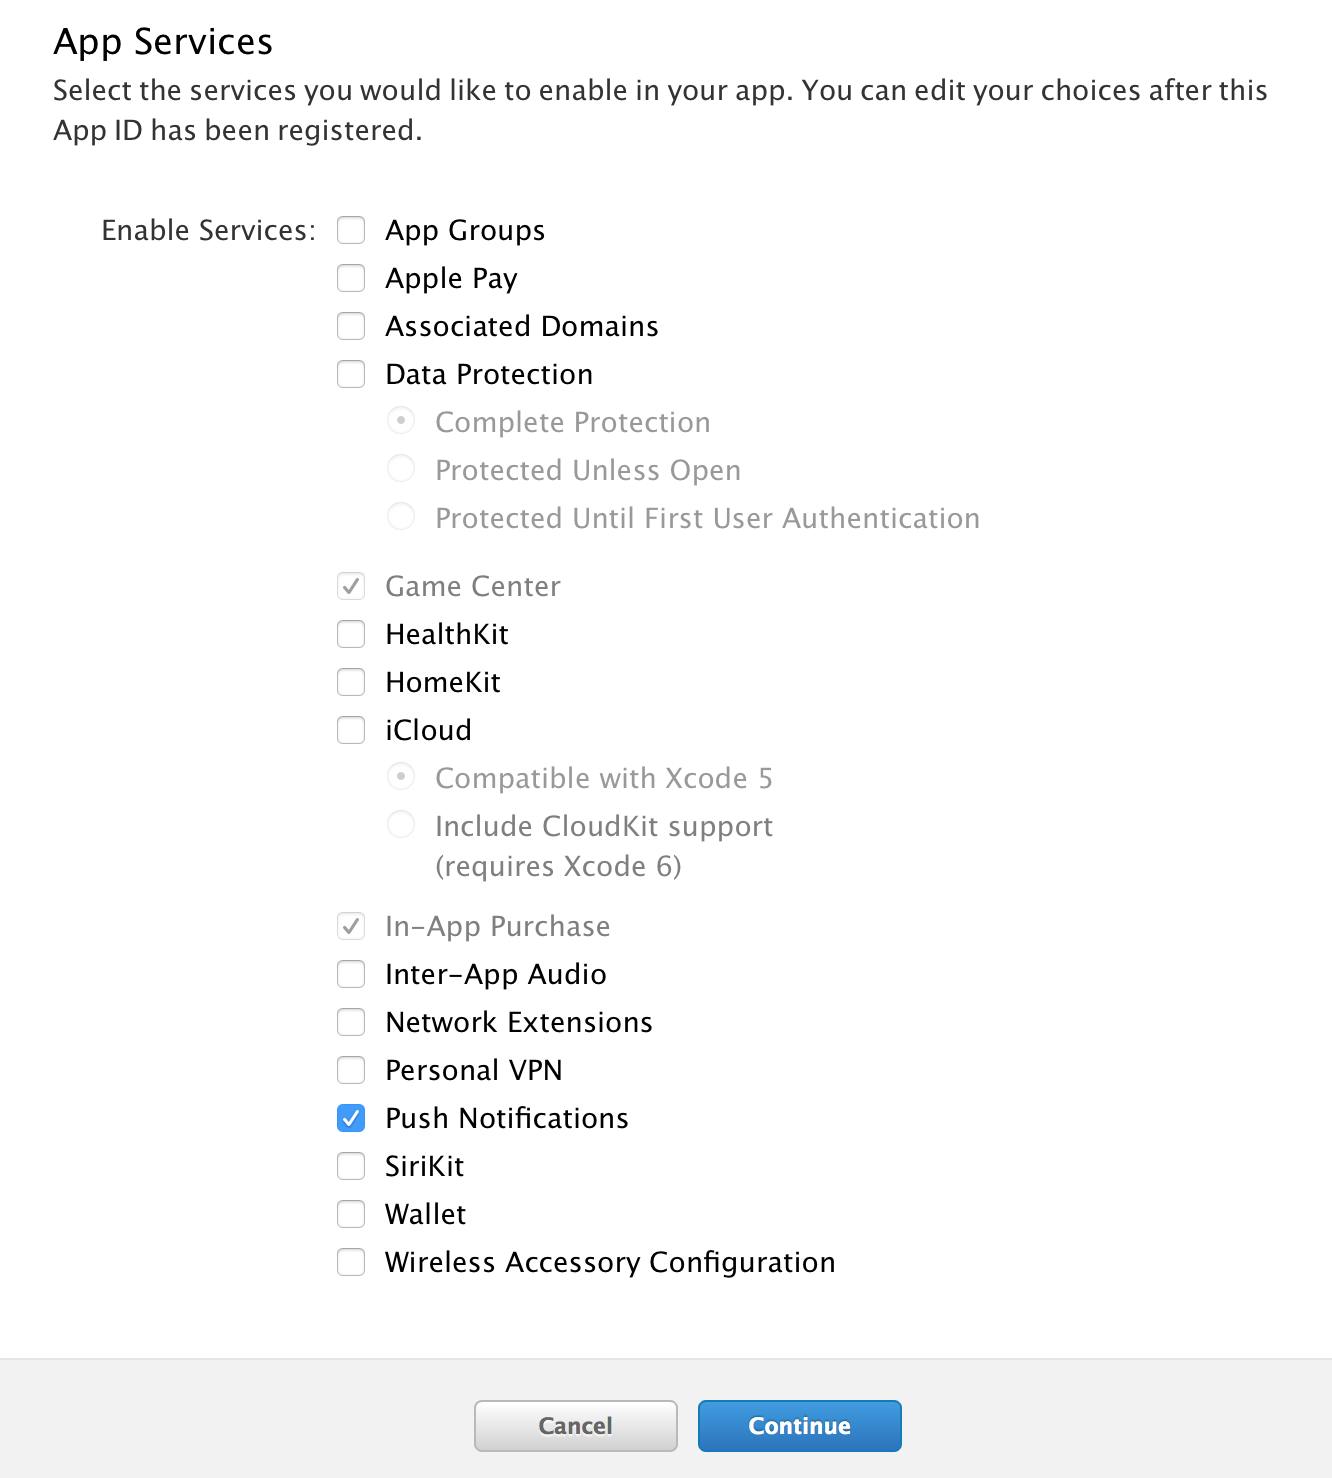 App Services
Select the services you would like to enable in your app. You can edit your choices after this
App ID has been registered.
Enable Services:
App Groups
Apple Pay
Associated Domains
Data Protection
Complete Protection
Protected Unless Open
Protected Until First User Authentication
Game Center
HealthKit
HomeKit
iCloud
Compatible with Xcode 5
Include CloudKit support
(requires Xcode 6)
In-App Purchase
Inter-App Audio
Network Extensions
Personal VPN
Push Notifications
SiriKit
Wallet
Wireless Accessory Configuration
Cancel
Continue